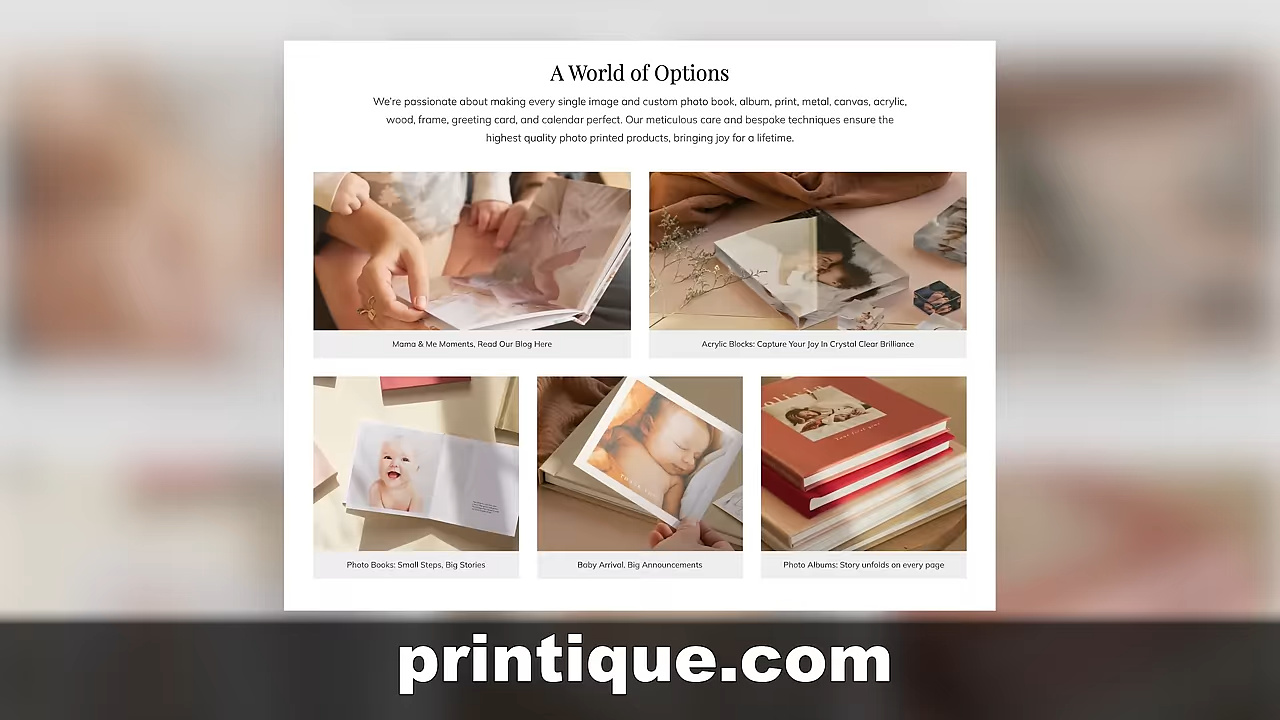 A World of Options
We're passionate about making every single image and custom photo book, album, print, metal, canvas, acrylic,
wood, frame, greeting card, and calendar perfect. Our meticulous care and bespoke techniques ensure the
highest quality photo printed products, bringing joy for a lifetime.
Mama & Me Moments, Read Our Blog Here
Acrylic Blocks: Capture Your Joy In Crystal Clear Brilliance
Photo Books: Small Steps, Big Stories
Baby Arrival, Big Announcements
Photo Albums: Story unfolds on every page
printique.com